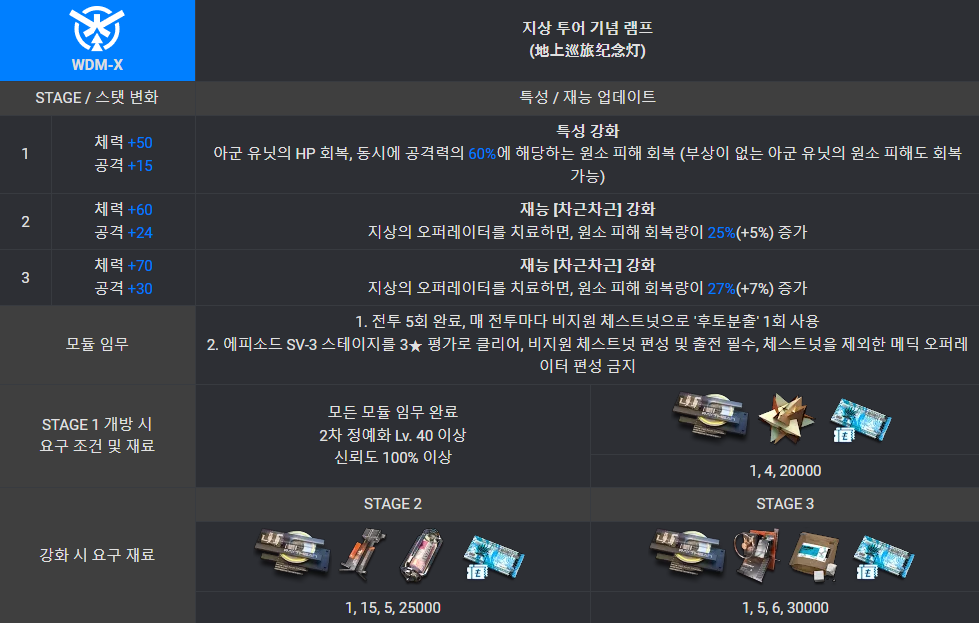 WDM-X
지상 투어 기념 램프
(地上巡旅纪念灯)
STAGE / 스탯 변화
특성 / 재능 업데이트
1
체력 +50
공격 +15
특성 강화
아군 유닛의 HP 회복, 동시에 공격력의 60%에 해당하는 원소 피해 회복 (부상이 없는 아군 유닛의 원소 피해도 회복
가능)
2
체력 +60
공격 +24
재능 [차근차근] 강화
지상의 오퍼레이터를 치료하면, 원소 피해 회복량이 25%(+5%) 증가
3
체력 +70
공격 +30
재능 [차근차근] 강화
지상의 오퍼레이터를 치료하면, 원소 피해 회복량이 27%(+7%) 증가
모듈 임무
1. 전투 5회 완료, 매 전투마다 비지원 체스트넛으로 '후토분출' 1회 사용
2. 에피소드 SV-3 스테이지를 3★ 평가로 클리어, 비지원 체스트넛 편성 및 출전 필수, 체스트넛을 제외한 메딕 오퍼레
이터 편성 금지
STAGE 1 개방 시
요구 조건 및 재료
모든 모듈 임무 완료
2차 정예화 Lv. 40 이상
신뢰도 100% 이상
1, 4, 20000
강화 시 요구 재료
STAGE 2
STAGE 3
1, 15, 5, 25000
1, 5, 6, 30000